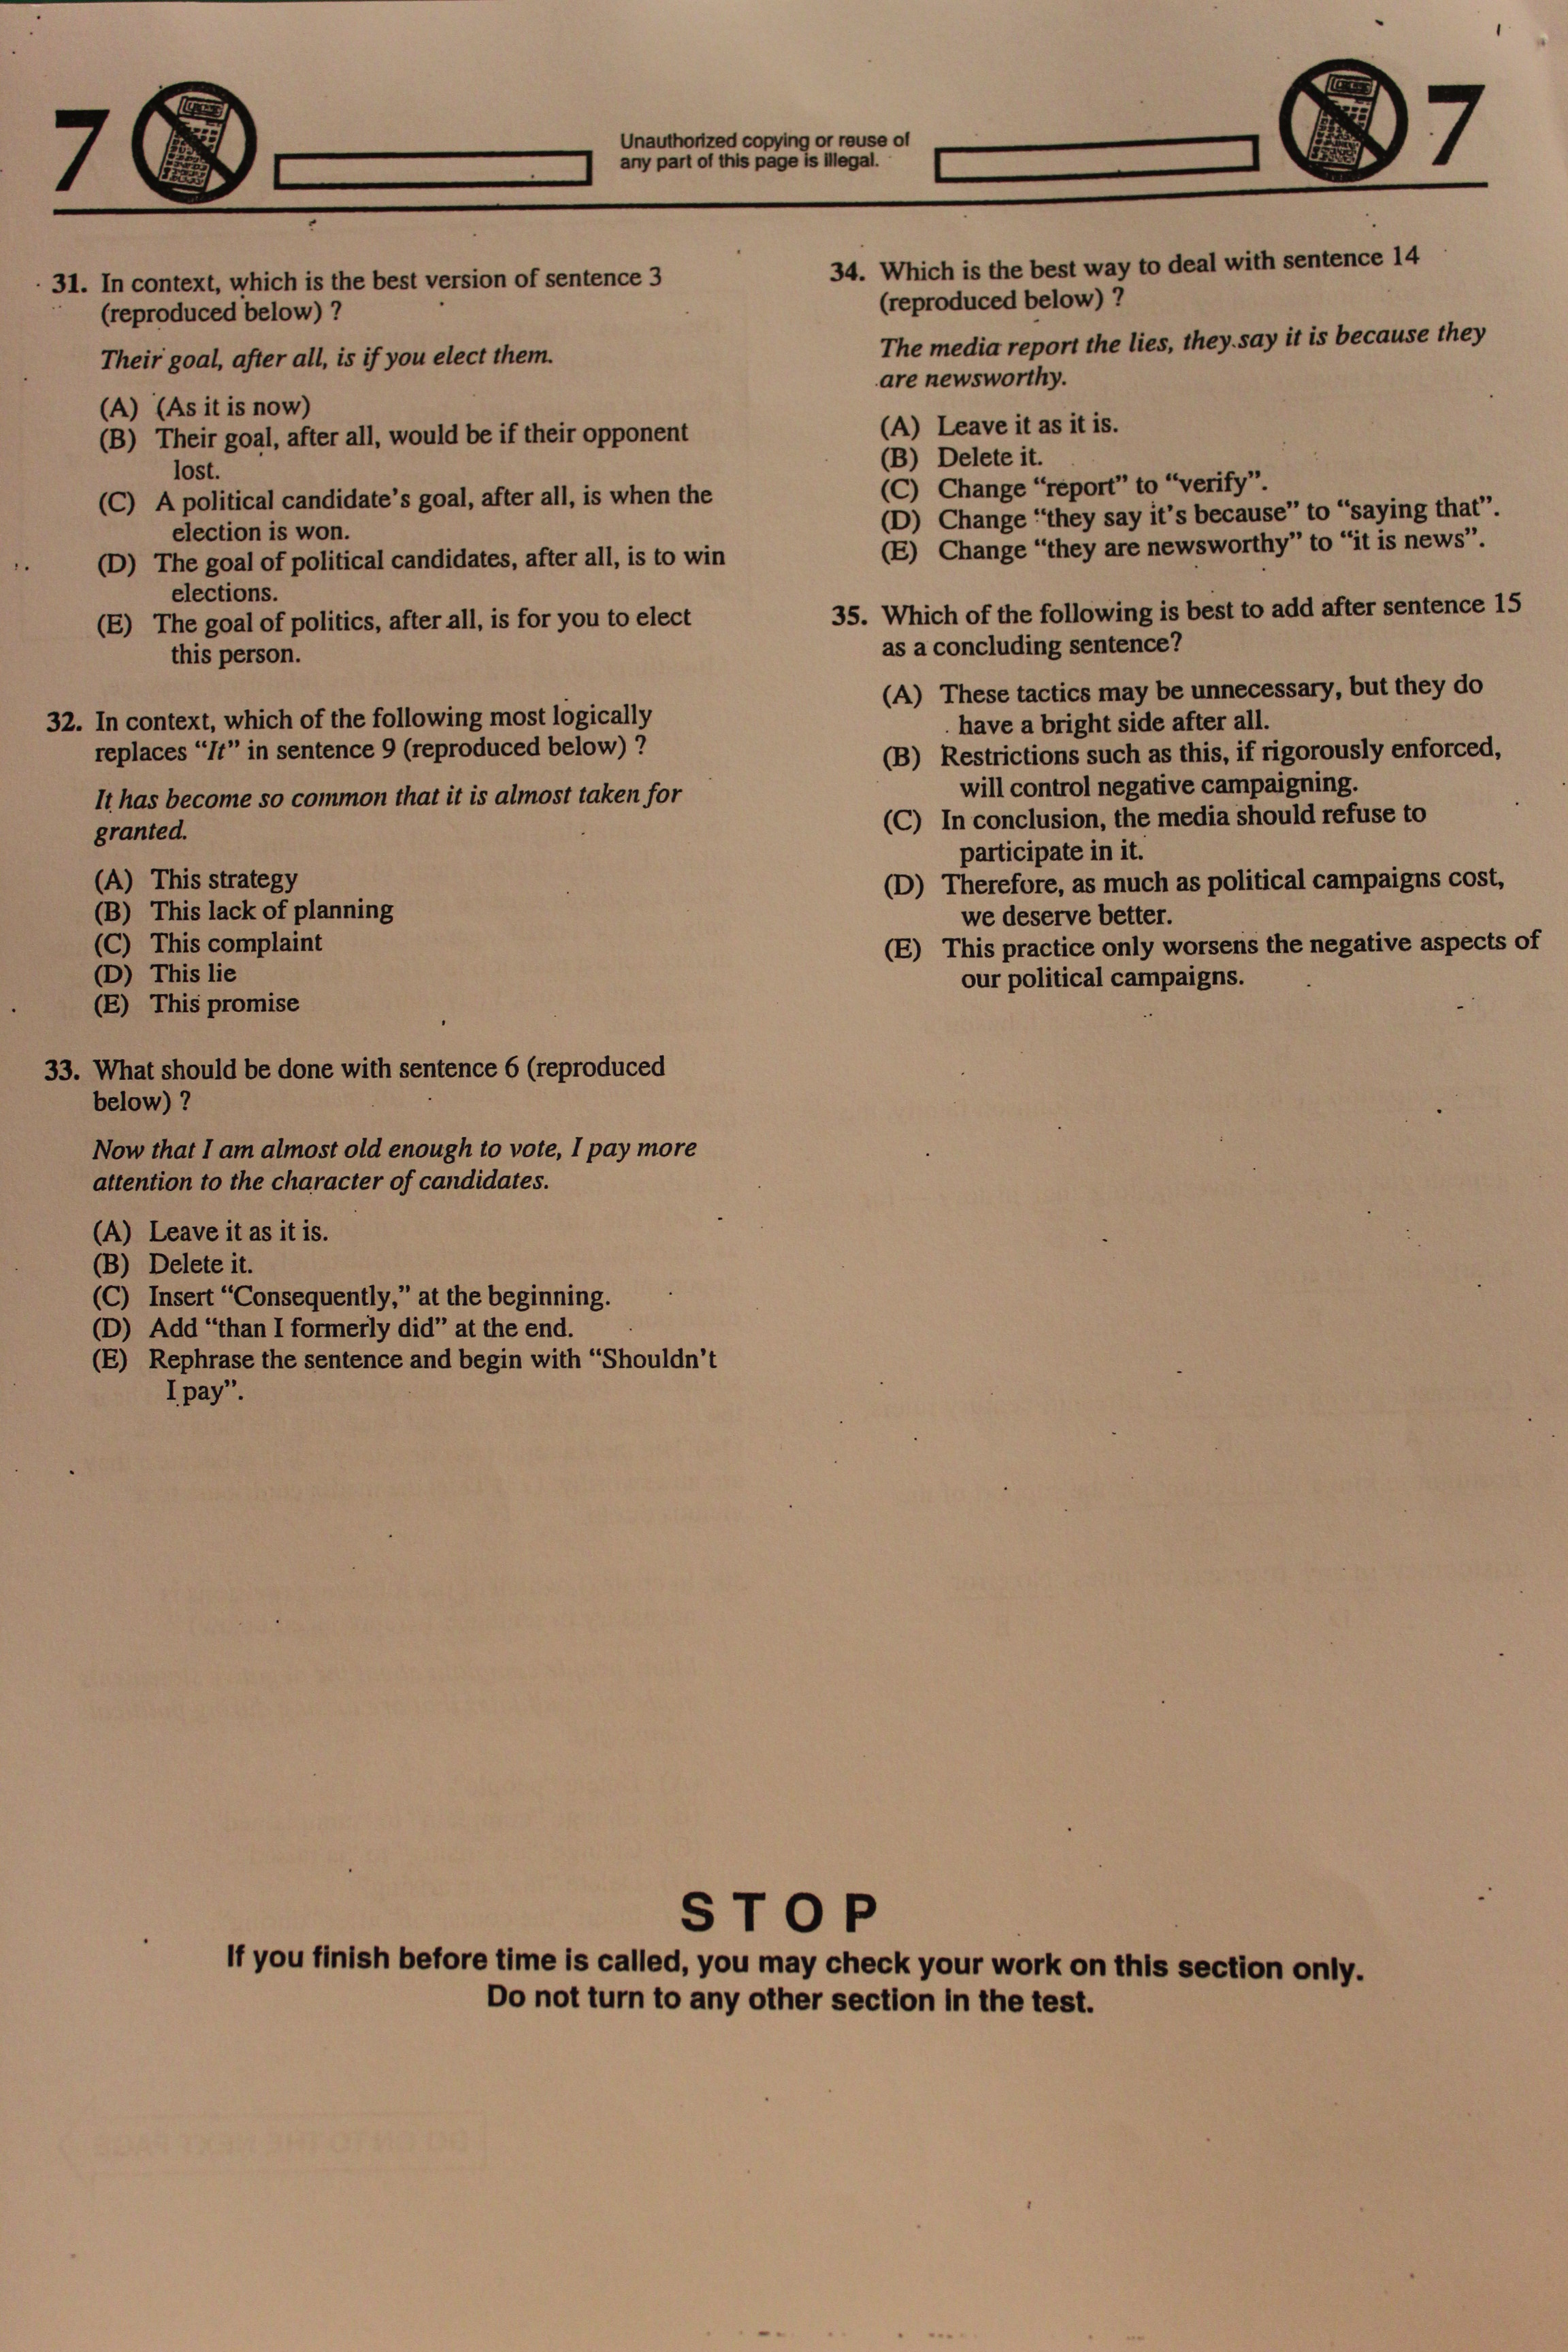 7
Unauthorized copying or reuse of
any part of this page is illegal.
7
31. In context, which is the best version of sentence 3
(reproduced below) ?
Their goal, after all, is if you elect them.
(A) (As it is now)
(B) Their goal, after all, would be if their opponent
lost.
(C) A political candidate's goal, after all, is when the
election is won.
(D) The goal of political candidates, after all, is to win
elections.
(E) The goal of politics, after all, is for you to elect
this person.
32. In context, which of the following most logically
replaces “It” in sentence 9 (reproduced below) ?
It has become so common that it is almost taken for
granted.
(A) This strategy
(B) This lack of planning
(C) This complaint
(D) This lie
(E) This promise
33. What should be done with sentence 6 (reproduced
below) ?
Now that I am almost old enough to vote, I pay more
attention to the character of candidates.
(A) Leave it as it is.
(B) Delete it.
(C) Insert “Consequently,” at the beginning.
(D) Add “than I formerly did” at the end.
(E) Rephrase the sentence and begin with “Shouldn't
I pay”.
34. Which is the best way to deal with sentence 14
(reproduced below) ?
The media report the lies, they say it is because they
are newsworthy.
(A) Leave it as it is.
(B) Delete it.
(C) Change “report” to “verify”.
(D) Change “they say it's because” to “saying that”.
(E) Change “they are newsworthy” to “it is news”.
35. Which of the following is best to add after sentence 15
as a concluding sentence?
(A) These tactics may be unnecessary, but they do
have a bright side after all.
(B) Restrictions such as this, if rigorously enforced,
will control negative campaigning.
(C) In conclusion, the media should refuse to
participate in it.
(D) Therefore, as much as political campaigns cost,
we deserve better.
(E) This practice only worsens the negative aspects of
our political campaigns.
STOP
If you finish before time is called, you may check your work on this section only.
Do not turn to any other section in the test.